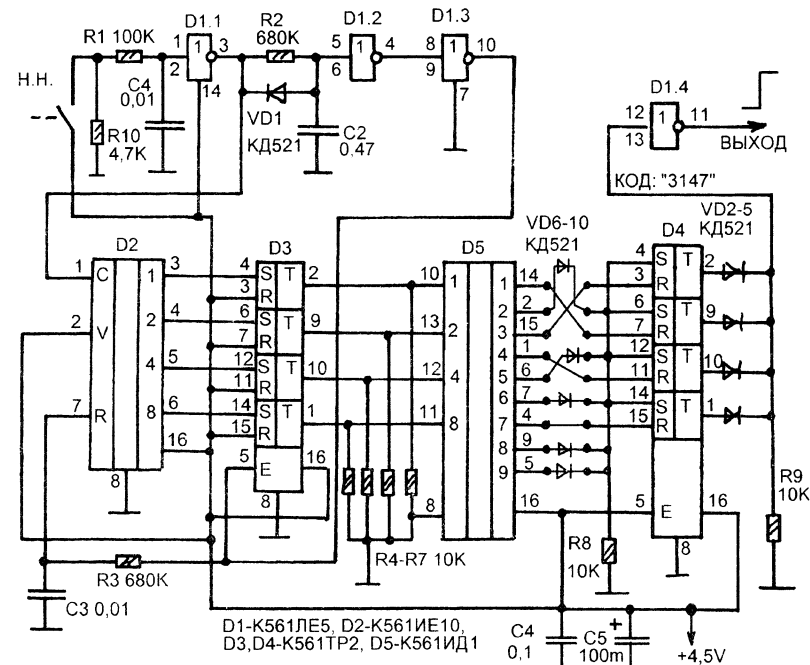 R1 100K
D1.1
R2
680K
D1.2
D1.3
1
2
1
3
14
5
6
1
4
8
9
1
10
7
Н.Н.
C4
0,01
R10
4,7K
VD1
КД521
C2
0,47
D1.4
12
13
1
11
ВЫХОД
КОД: "3147"
VD6-10
КД521
VD2-5
КД521
D2
D3
D5
D4
1 C 1 3
2 V 2 4
4 5
7 R 8 6
16
8
4 S T 2
3 R
6 S T 9
7 R
12 S T 10
11 R
14 S T 1
15 R
5 E 16
8
10 1 1 14
13 2 2 2
3 15
12 4 4 1
5 6
11 8 6 7
7 4
8 9
9 5
8 16
4 S T 2
3 R
6 S T 9
7 R
12 S T 10
11 R
14 S T 1
15 R
5 E 16
8
R9
10K
R8
10K
R4-R7 10K
R3 680K
C3 0,01
D1-К561ЛЕ5, D2-К561ИЕ10,
D3,D4-К561ТР2, D5-К561ИД1
C4
0,1
+
C5
100m
+4,5V